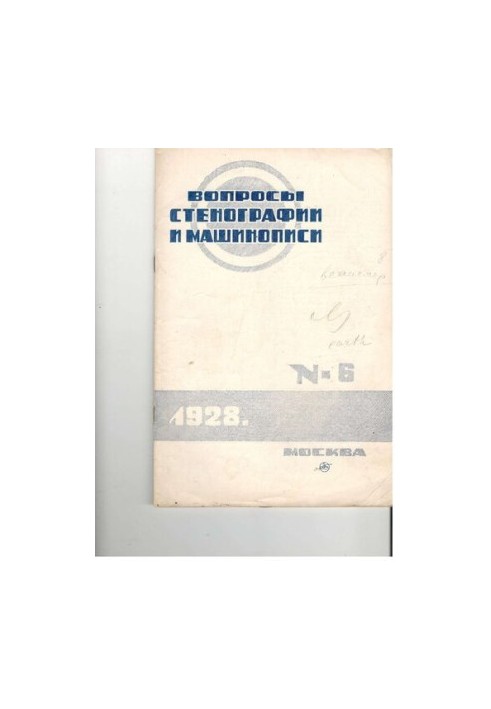 ВОПРОСЫ
СТЕНОГРАФИИ
И МАШИНОПИСИ
№ 6
1928.
МОСКВА